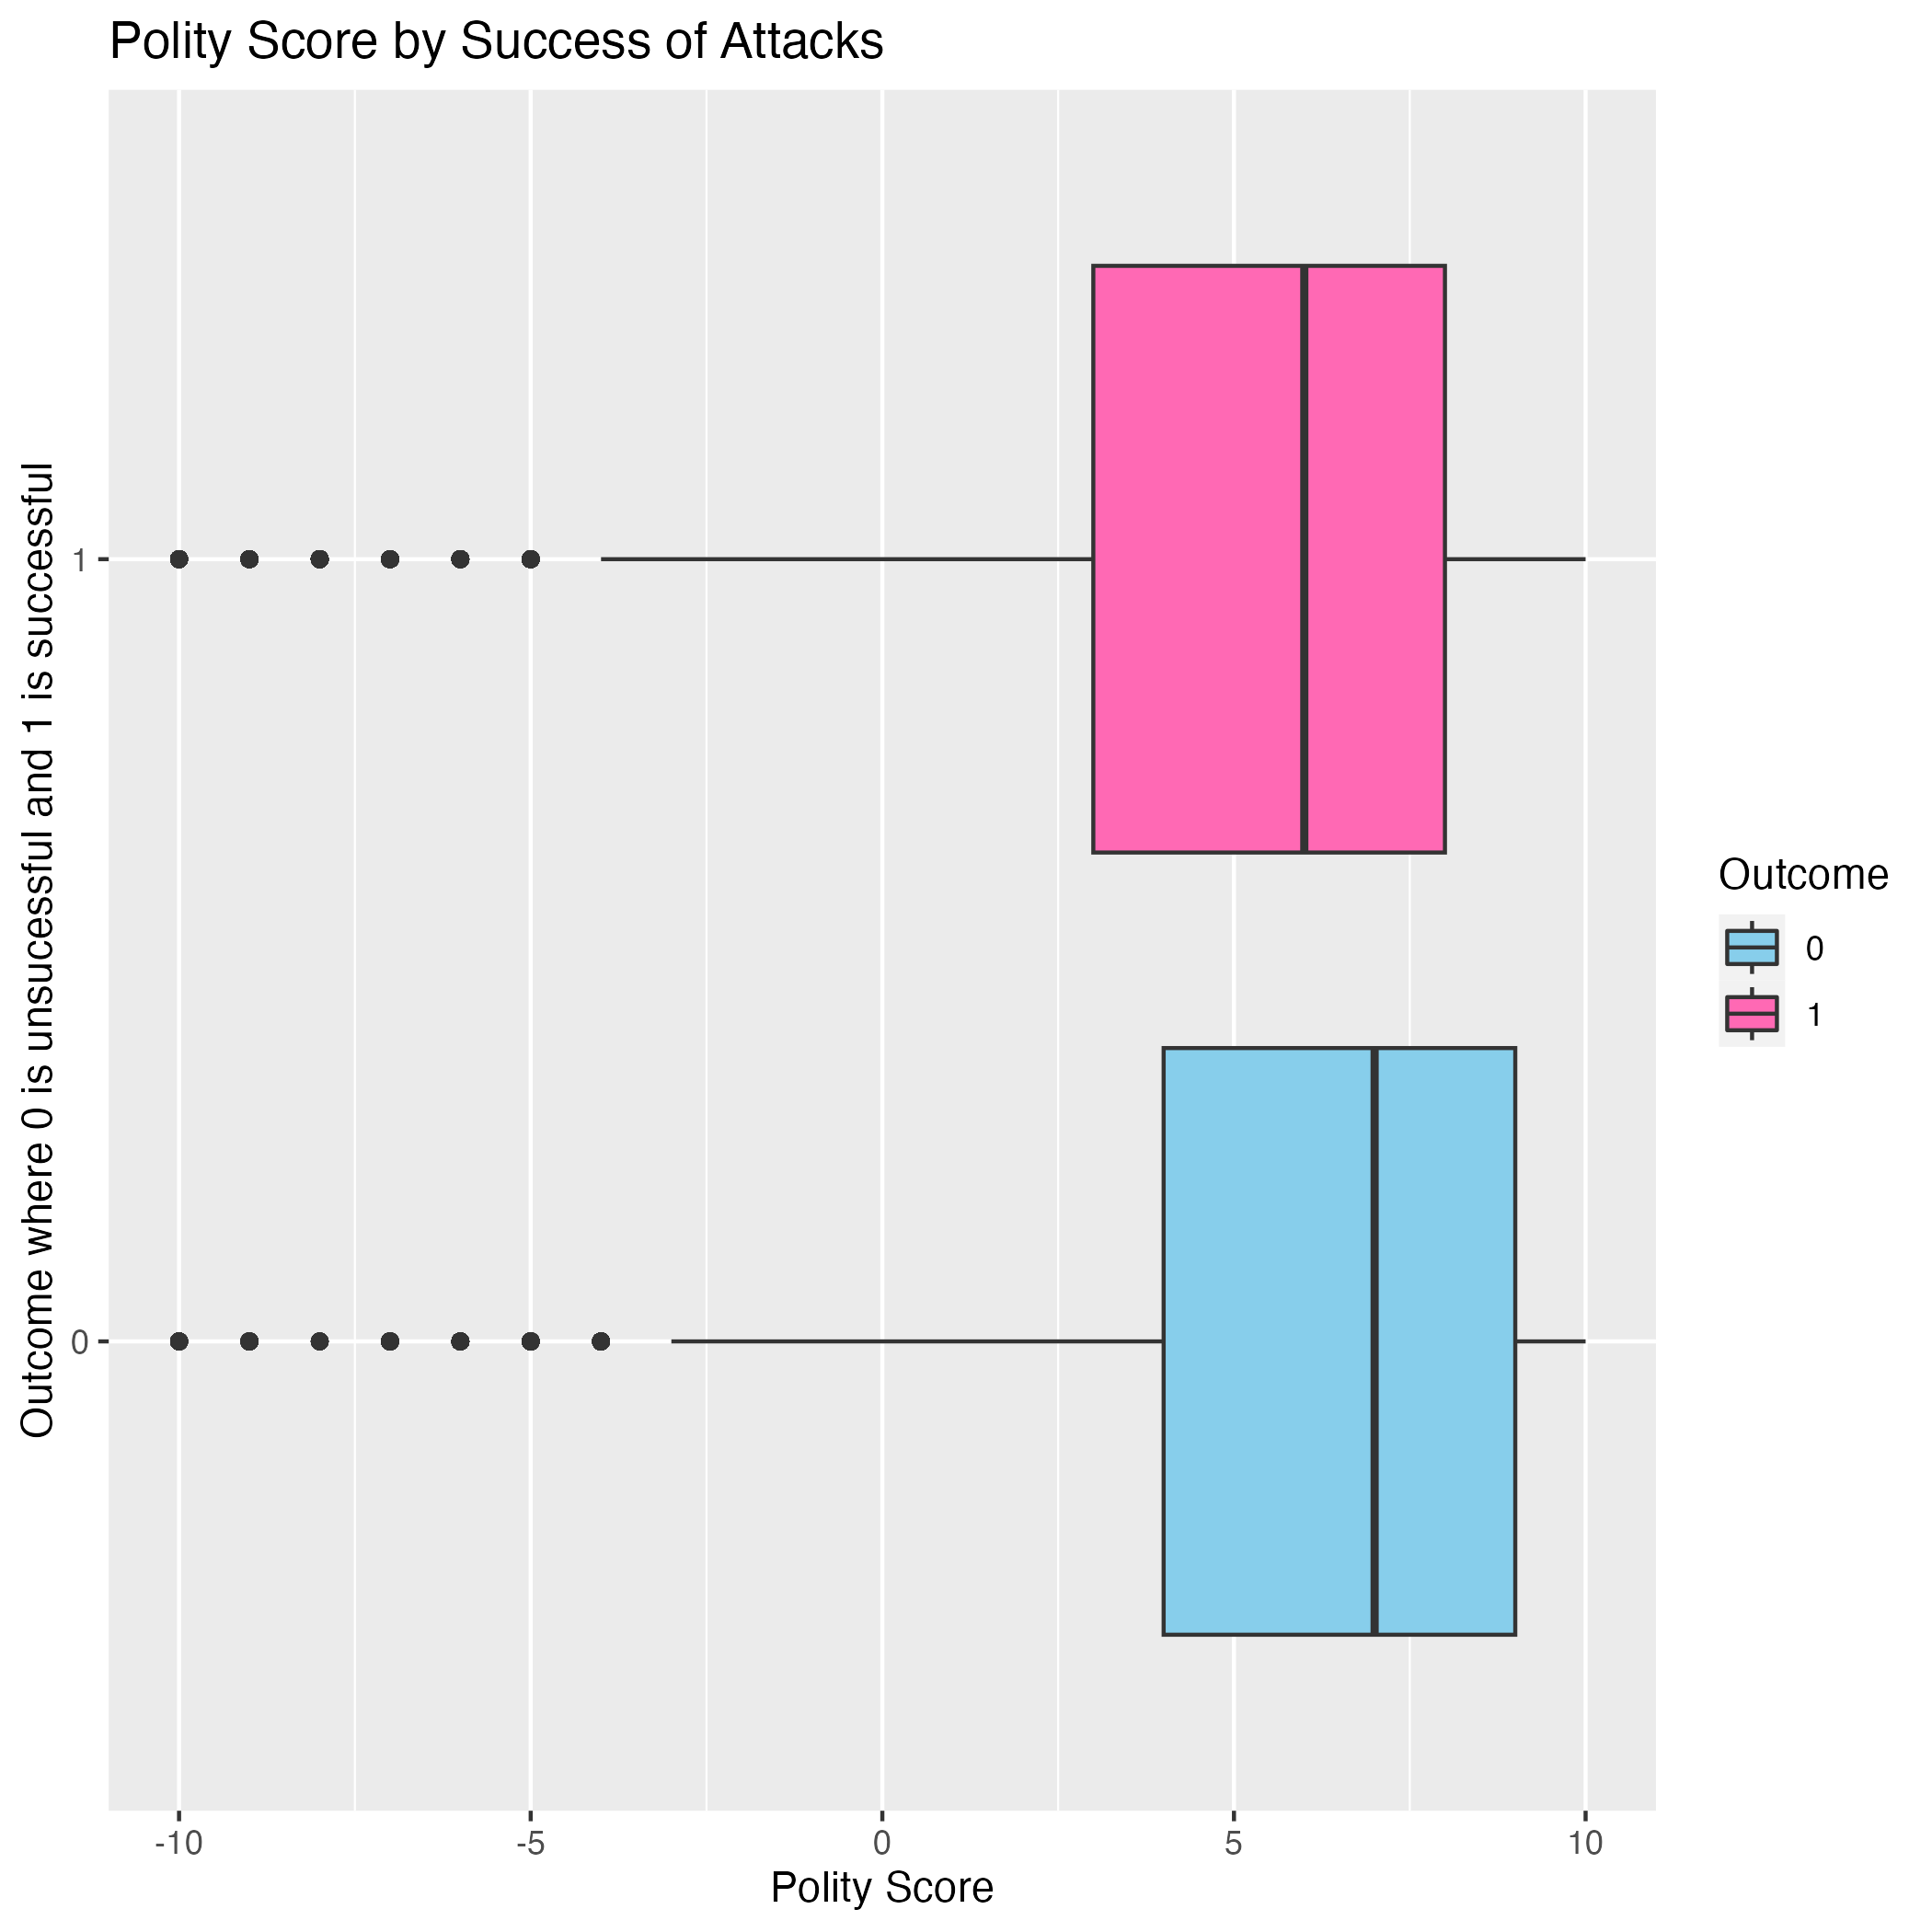 Polity Score by Success of Attacks
Outcome where 0 is unsucessful and 1 is successful
1
0
-10
-5
0
5
10
Polity Score
Outcome
0
1